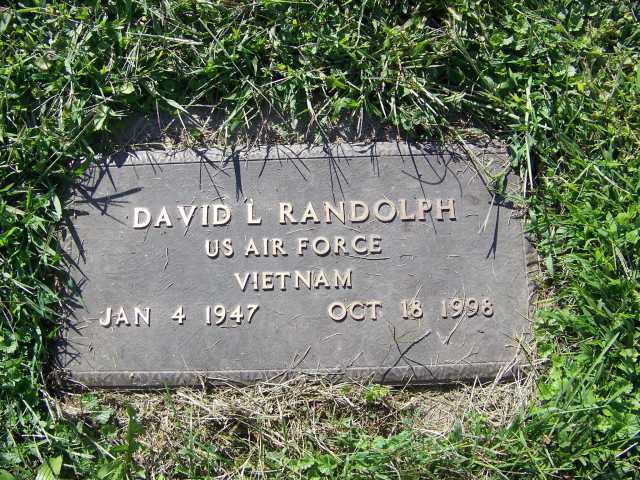 DAVID L RANDOLPH
US AIR FORCE
VIETNAM
JAN 4 1947 OCT 18 1998